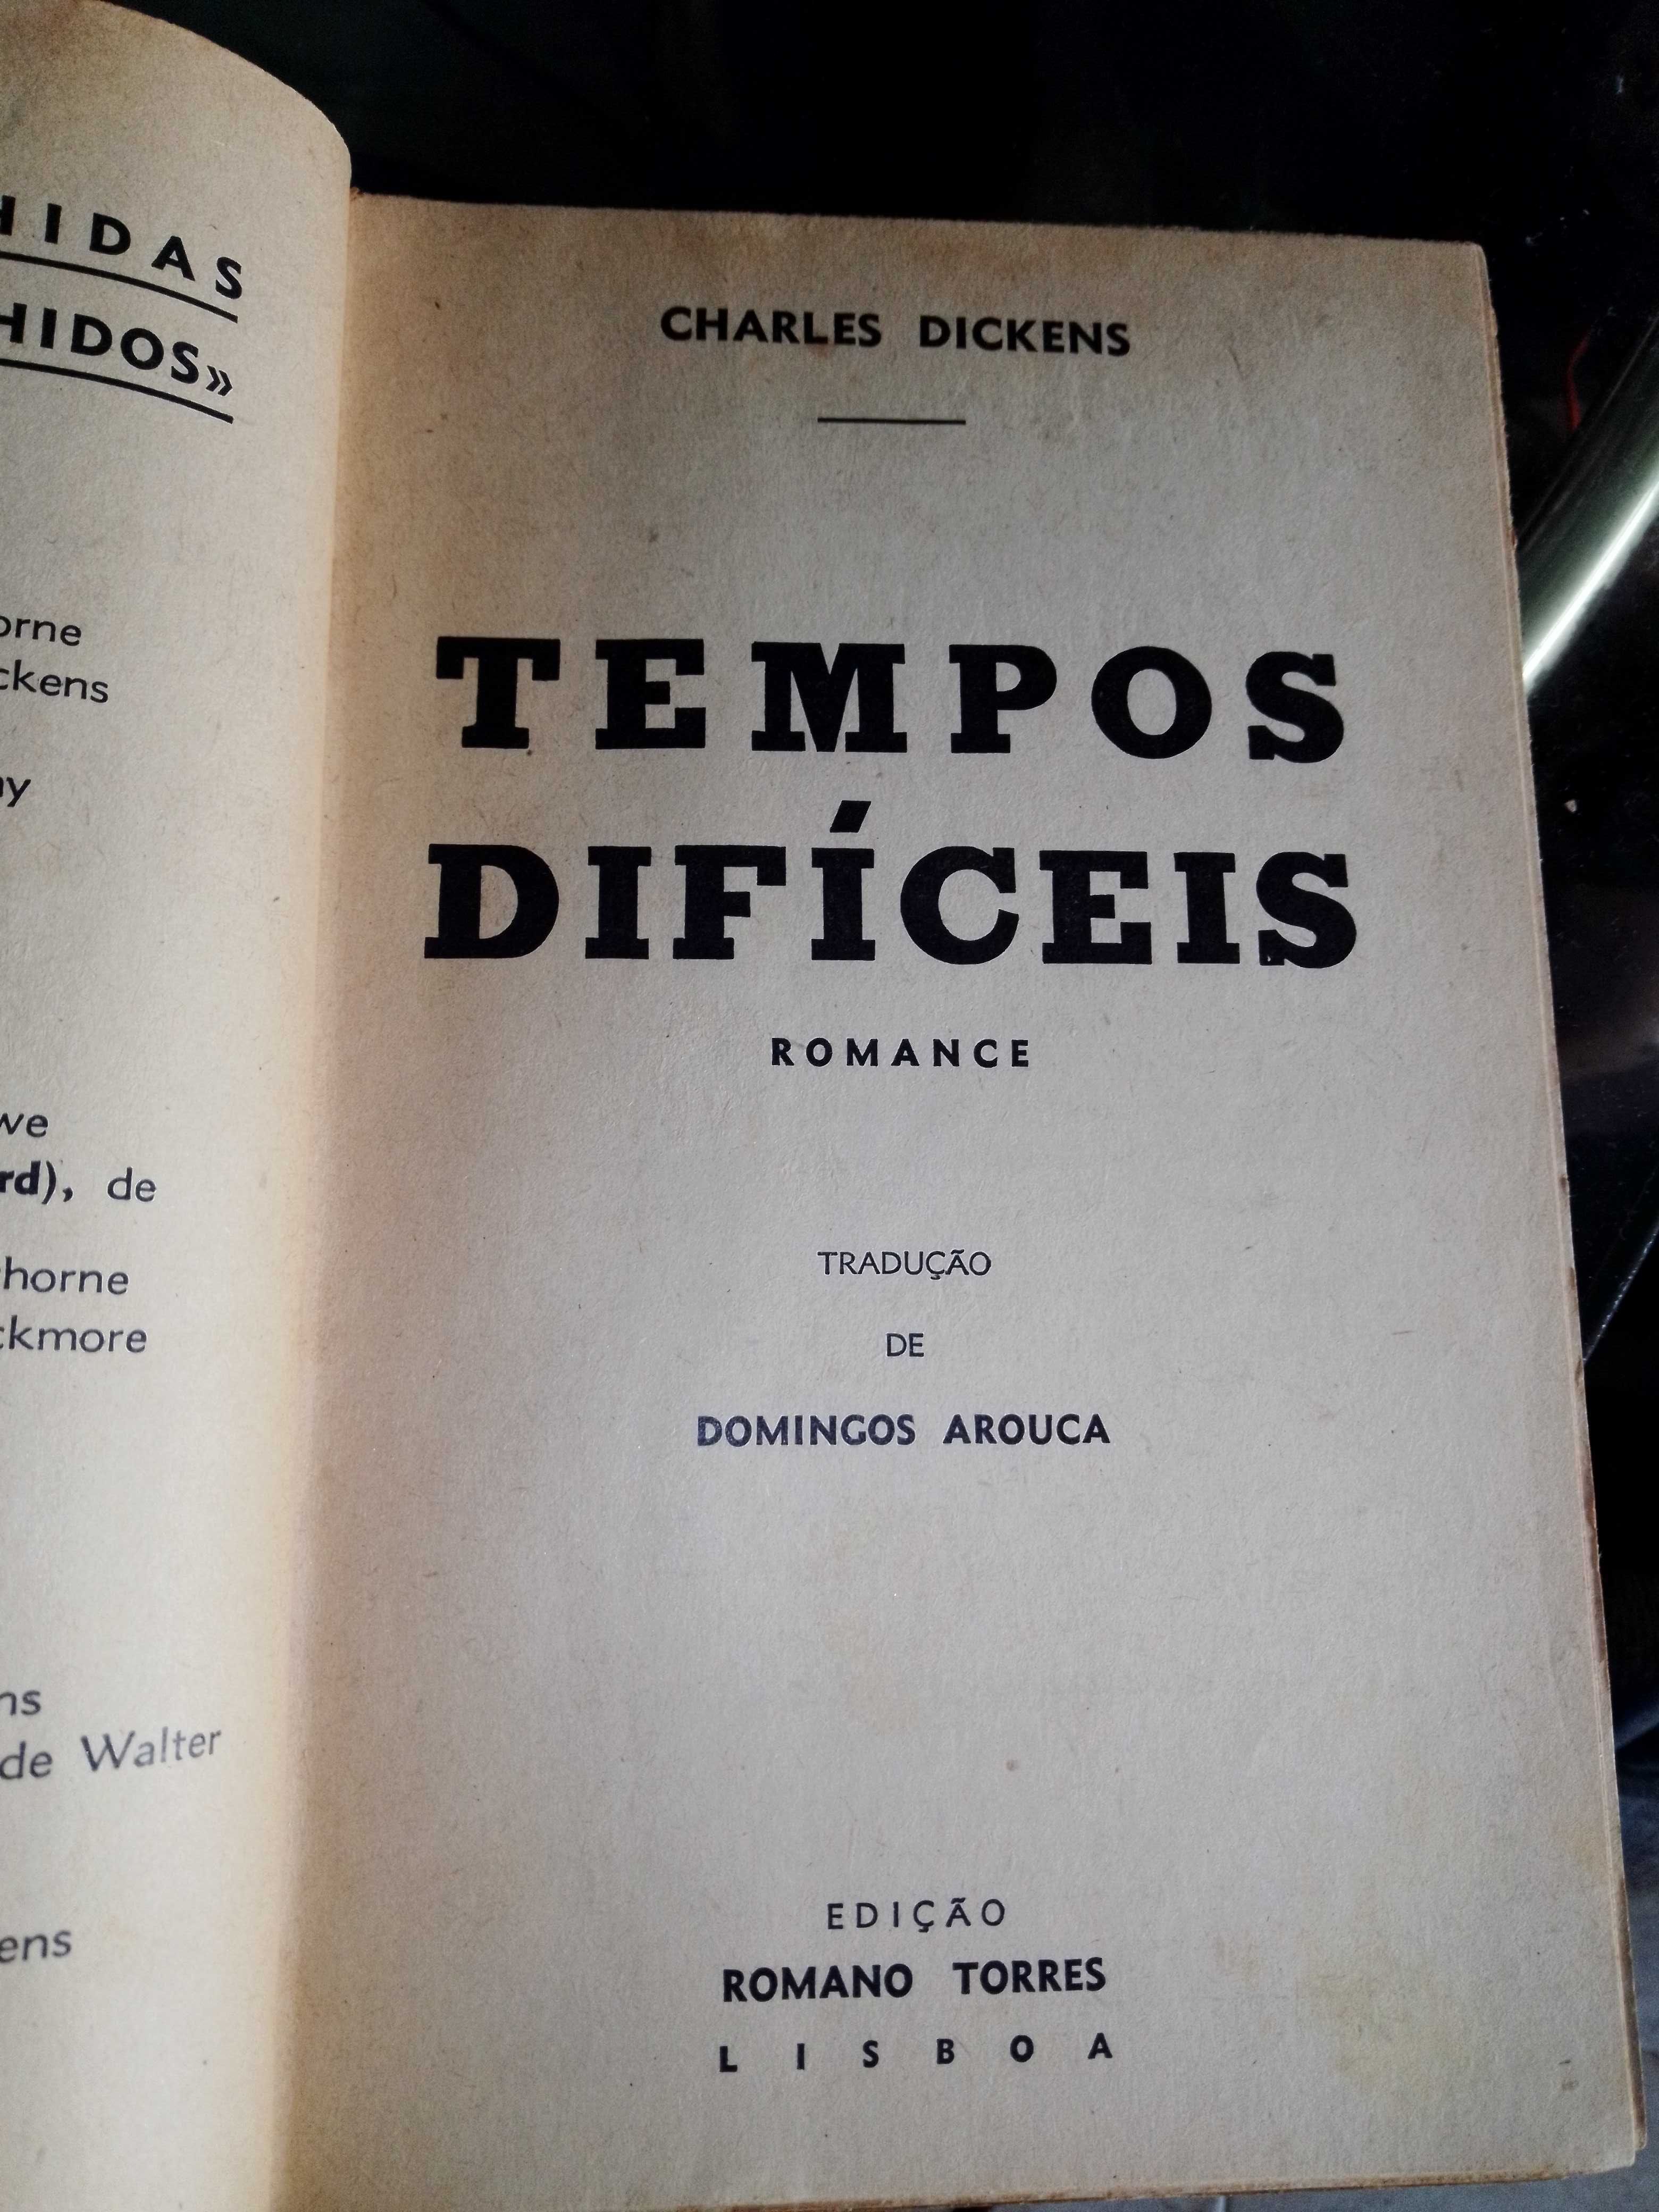 HIDAS
HIDOS»
orne
ckens
ay
we
rd), de
horne
ckmore
ns
de Walter
ens
CHARLES DICKENS
TEMPOS
DIFÍCEIS
ROMANCE
TRADUÇÃO
DE
DOMINGOS AROUCA
EDIÇÃO
ROMANO TORRES
LISBOA